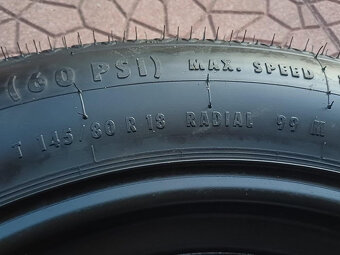 (60 PSI) MAX. SPEED
T 145/80 R 18 RADIAL 99 M